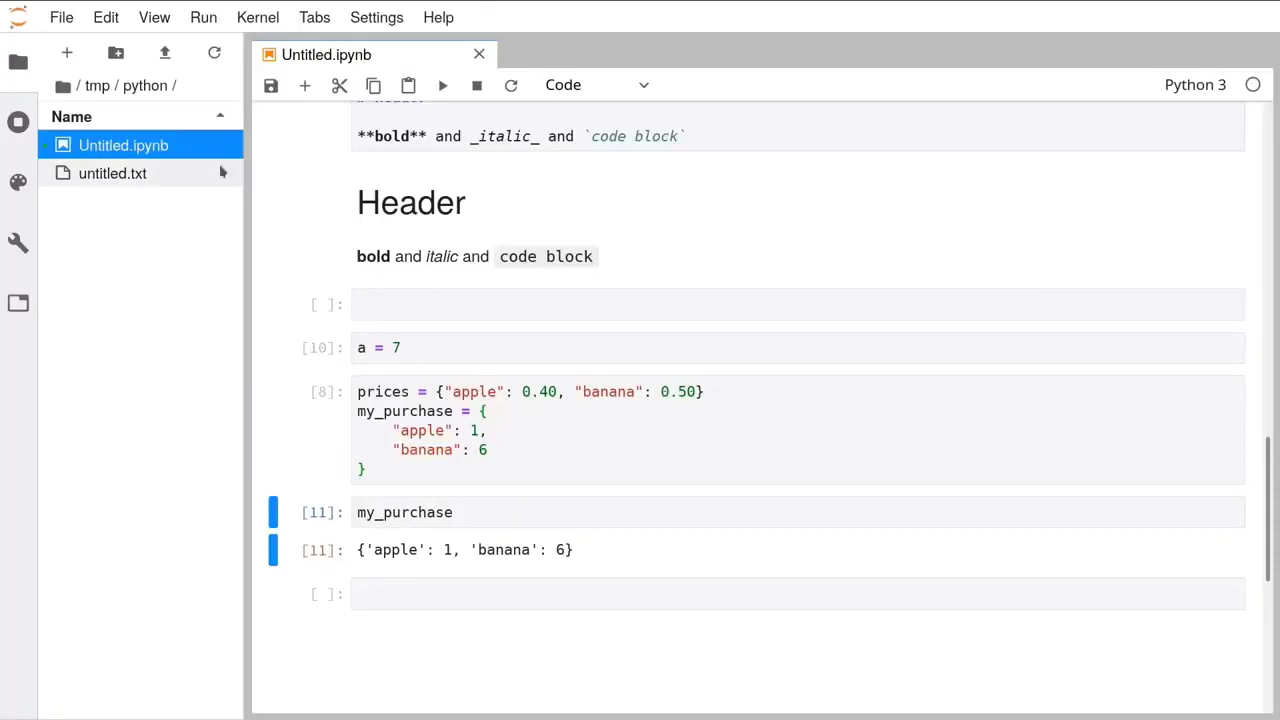 File Edit View Run Kernel Tabs Settings Help
/ tmp / python /
Name
Untitled.ipynb
untitled.txt
Untitled.ipynb
Code
Python 3
**bold** and _italic_ and `code block`
Header
bold and italic and code block
[ ]:
[10]: a = 7
[8]: prices = {"apple": 0.40, "banana": 0.50}
my_purchase = {
"apple": 1,
"banana": 6
}
[11]: my_purchase
[11]: {'apple': 1, 'banana': 6}
[ ]: